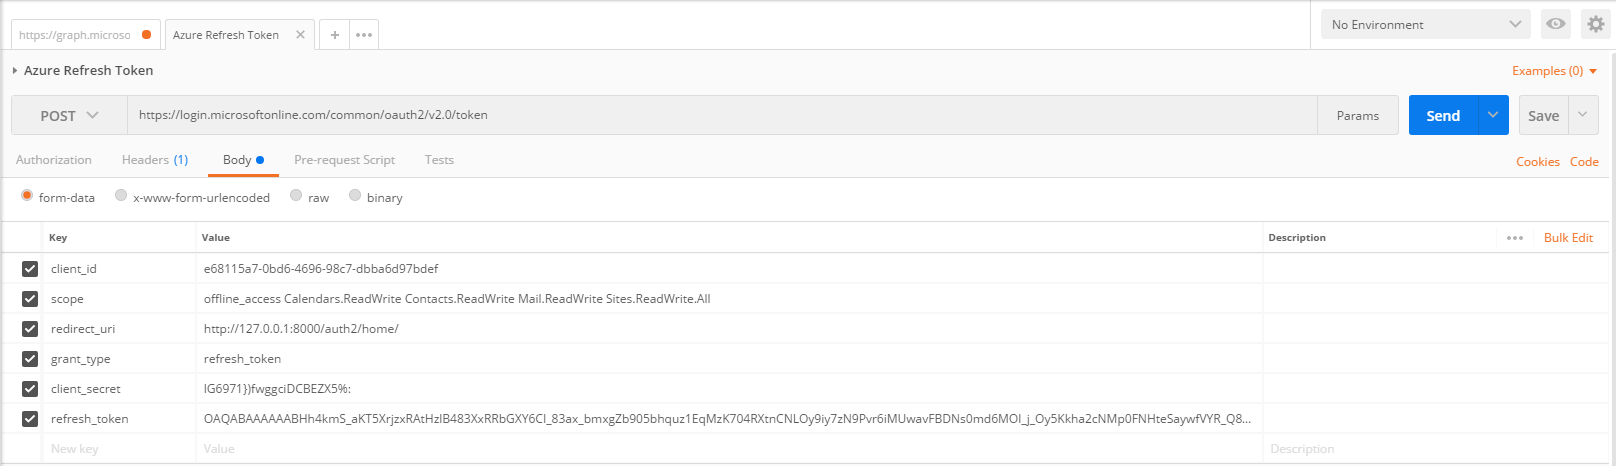 https://graph.microso
Azure Refresh Token
No Environment
Azure Refresh Token
Examples (0)
POST https://login.microsoftonline.com/common/oauth2/v2.0/token Params Send Save
Authorization Headers (1) Body Pre-request Script Tests Cookies Code
form-data x-www-form-urlencoded raw binary
Key Value Description Bulk Edit
client_id e68115a7-0bd6-4696-98c7-dbba6d97bdef
scope offline_access Calendars.ReadWrite Contacts.ReadWrite Mail.ReadWrite Sites.ReadWrite.All
redirect_uri http://127.0.0.1:8000/auth2/home/
grant_type refresh_token
client_secret lG6971})fwggciDCBEZX5%:
refresh_token OAQABAAAAAABHh4kmS_aKT5XrjzxRAtHzIB483XxRRbGXY6CI_83ax_bmxgZb905bhquz1EqMzK704RXtnCNLOy9iy7zN9Pvr6iMUwavFBDNs0md6MOI_j_Oy5Kkha2cNMp0FNHteSaywfVYR_Q8...
New key Value Description